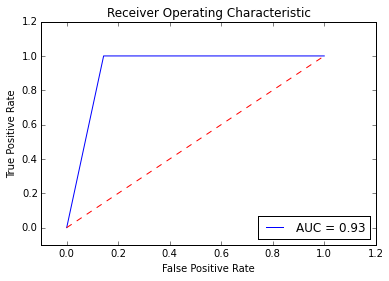 Receiver Operating Characteristic
True Positive Rate
1.2
1.0
0.8
0.6
0.4
0.2
0.0
AUC = 0.93
0.0 0.2 0.4 0.6 0.8 1.0 1.2
False Positive Rate